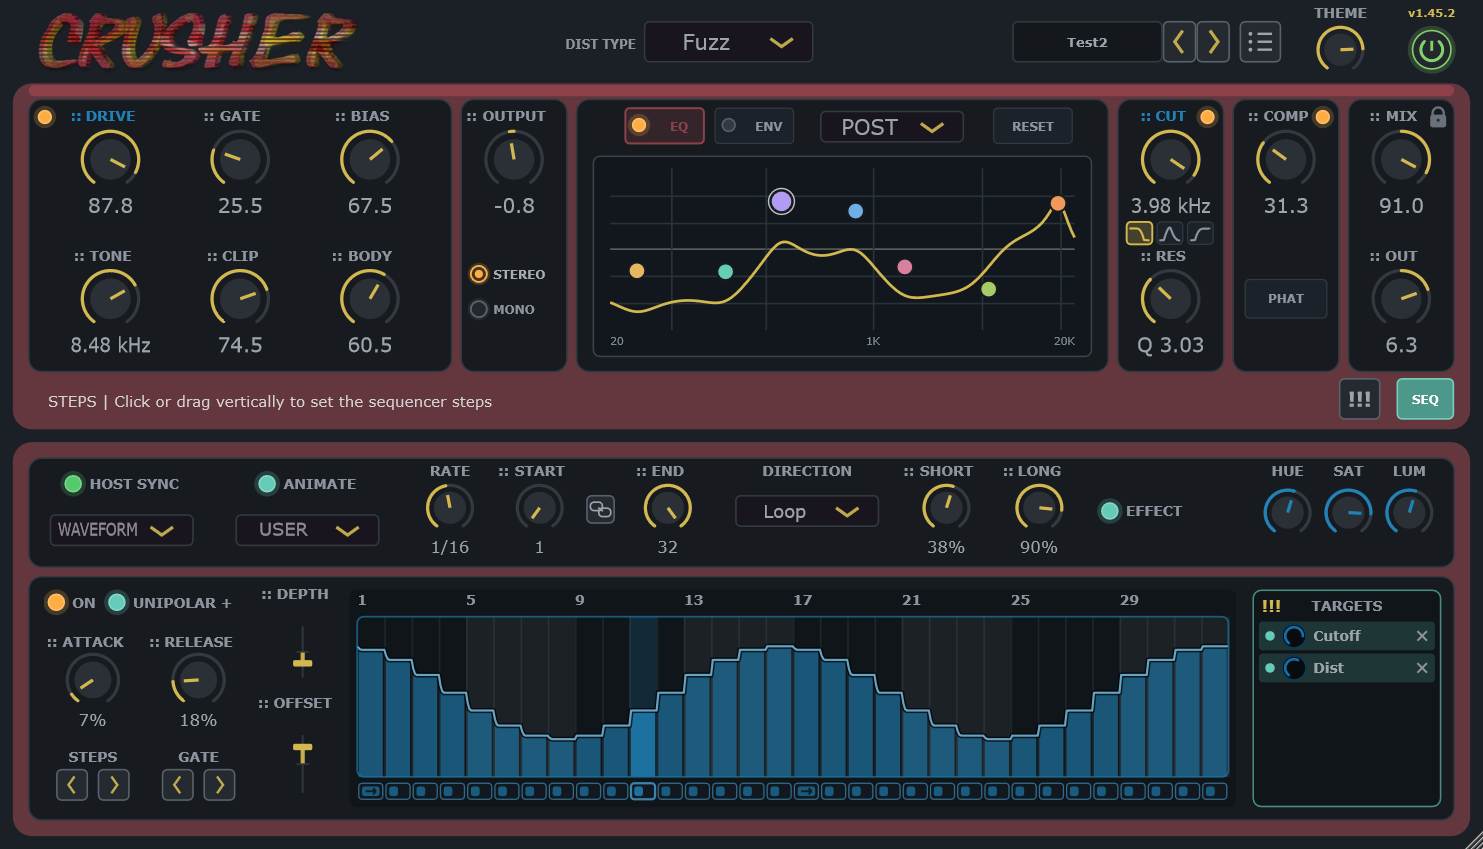 CRUSHER
DIST TYPE Fuzz
Test2
THEME
v1.45.2
DRIVE
GATE
BIAS
OUTPUT
EQ
ENV
POST
RESET
CUT
COMP
MIX
87.8
25.5
67.5
-0.8
3.98 kHz
31.3
91.0
TONE
CLIP
BODY
STEREO
MONO
RES
PHAT
OUT
8.48 kHz
74.5
60.5
20
1K
20K
Q 3.03
6.3
STEPS | Click or drag vertically to set the sequencer steps
!!!
SEQ
HOST SYNC
ANIMATE
RATE
START
END
DIRECTION
SHORT
LONG
EFFECT
HUE
SAT
LUM
WAVEFORM
USER
Loop
1/16
1
32
38%
90%
ON
UNIPOLAR +
DEPTH
1 5 9 13 17 21 25 29
!!! TARGETS
ATTACK
RELEASE
Cutoff
Dist
7%
18%
OFFSET
STEPS
GATE